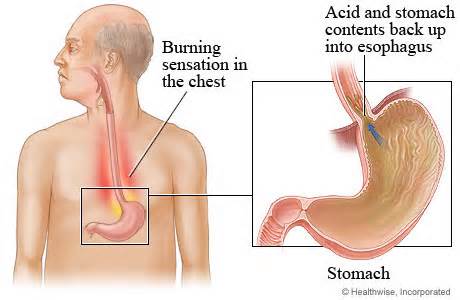 Burning
sensation in
the chest
Acid and stomach
contents back up
into esophagus
Stomach
© Healthwise, Incorporated